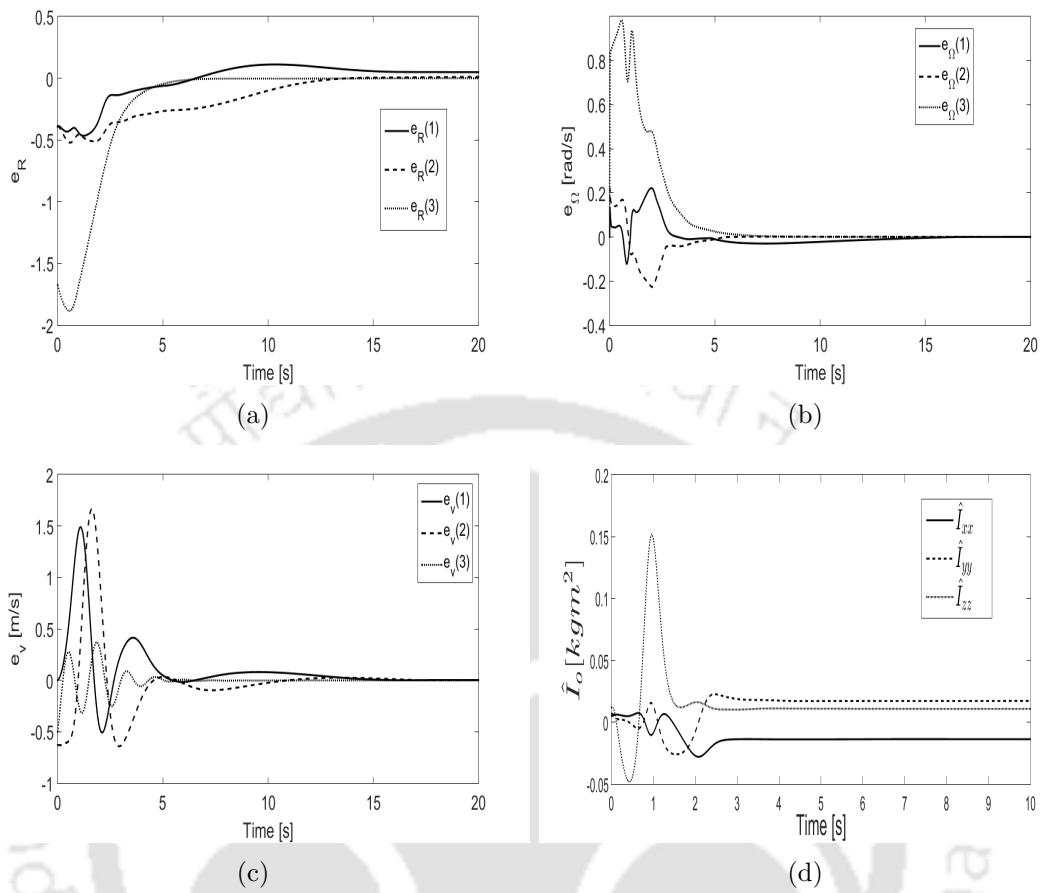 0.5
0
-0.5
-1
-1.5
-2
e_R
0 5 10 15 20
Time [s]
e_R(1)
e_R(2)
e_R(3)
(a)
0.8
0.6
0.4
0.2
0
-0.2
-0.4
e_Ω [rad/s]
0 5 10 15 20
Time [s]
e_Ω(1)
e_Ω(2)
e_Ω(3)
(b)
2
1.5
1
0.5
0
-0.5
-1
e_v [m/s]
0 5 10 15 20
Time [s]
e_v(1)
e_v(2)
e_v(3)
(c)
0.2
0.15
0.1
0.05
0
-0.05
Î_o [kgm²]
0 1 2 3 4 5 6 7 8 9 10
Time [s]
Î_xx
Î_yy
Î_zz
(d)